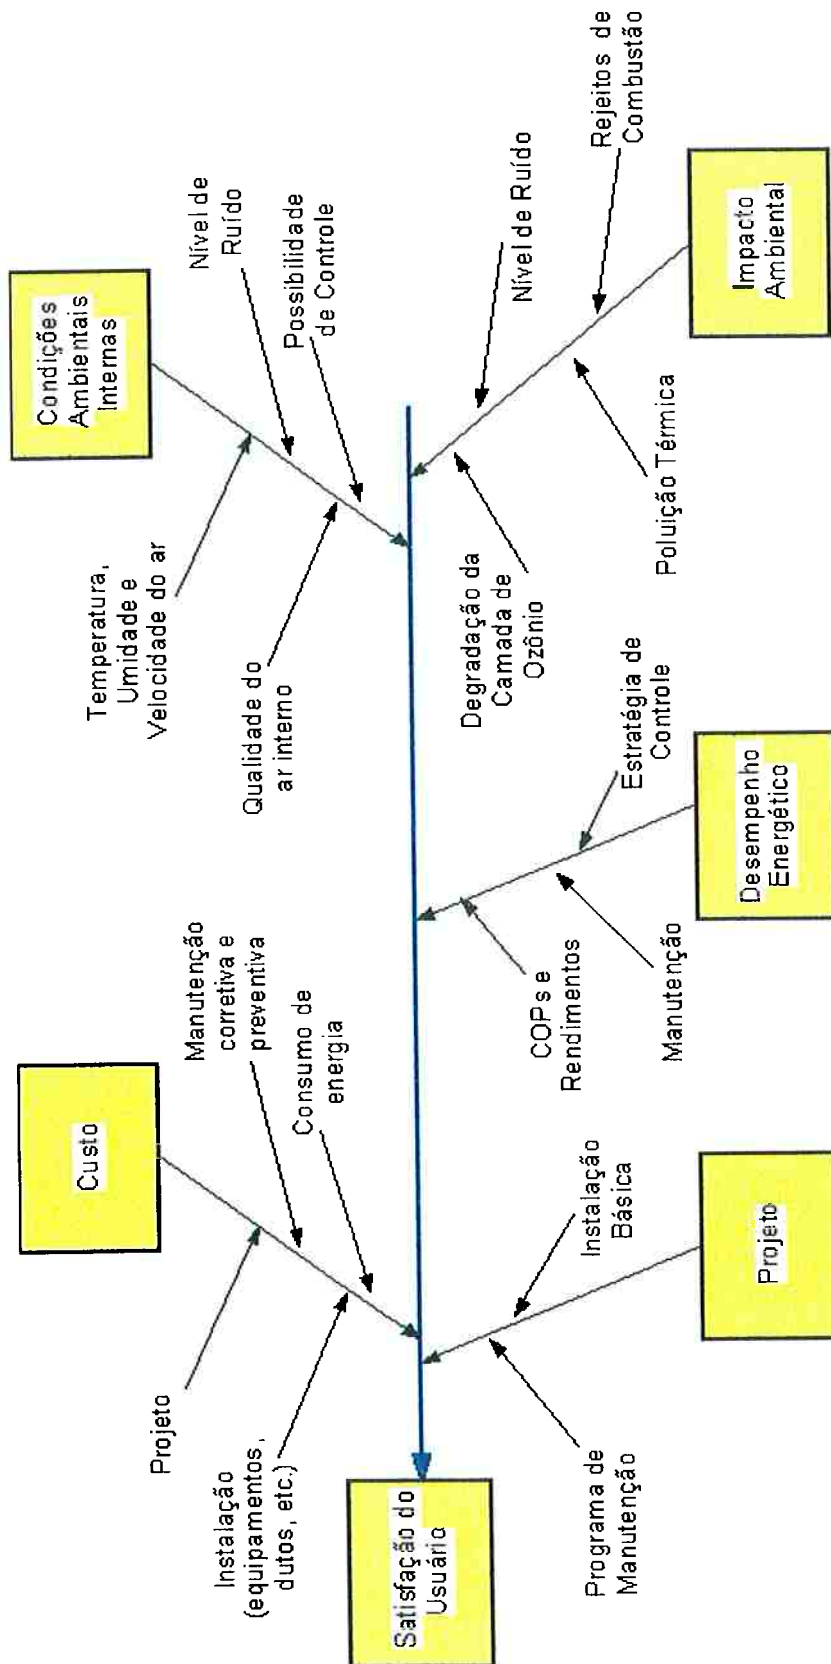 Condições
Ambientais
Internas
Temperatura,
Umidade e
Velocidade do ar
Nível de
Ruído
Qualidade do
ar interno
Possibilidade
de Controle
Custo
Projeto
Manutenção
corretiva e
preventiva
Instalação
(equipamentos,
dutos, etc.)
Consumo de
energia
Satisfação do
Usuário
Programa de
Manutenção
Instalação
Básica
Projeto
COPs e
Rendimentos
Manutenção
Estratégia de
Controle
Desempenho
Energético
Degradação da
Camada de
Ozônio
Nível de Ruído
Poluição Térmica
Rejeitos de
Combustão
Impacto
Ambiental